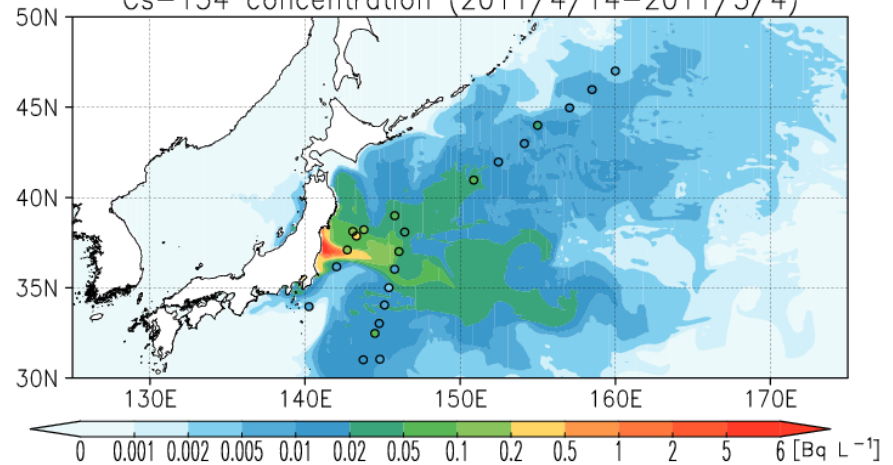 Cs-134 concentration (2011/4/14-2011/5/4)
50N
45N
40N
35N
30N
130E 140E 150E 160E 170E
0 0.001 0.002 0.005 0.01 0.02 0.05 0.1 0.2 0.5 1 2 5 6 [Bq L⁻¹]